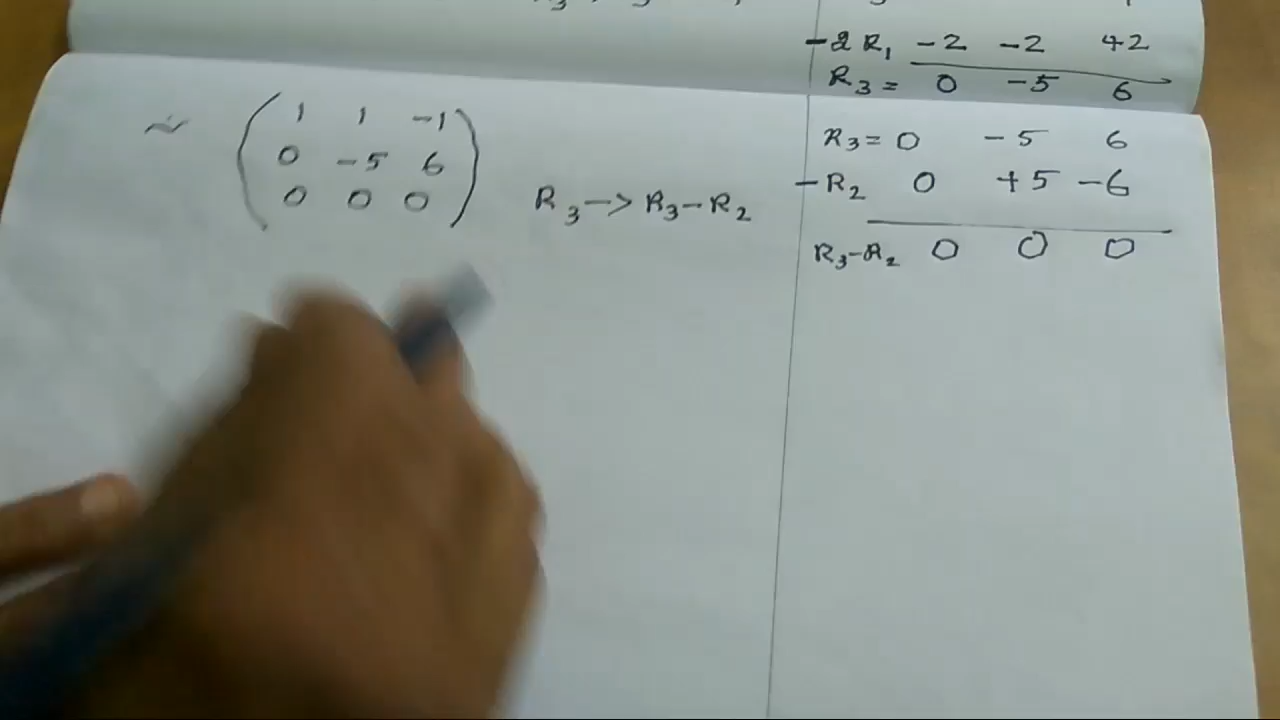 -2R₁ -2 -2 +2
R₃ = 0 -5 6
~ ( 1 1 -1
0 -5 6
0 0 0 ) R₃ -> R₃-R₂
R₃ = 0 -5 6
-R₂ 0 +5 -6
R₃-R₂ 0 0 0